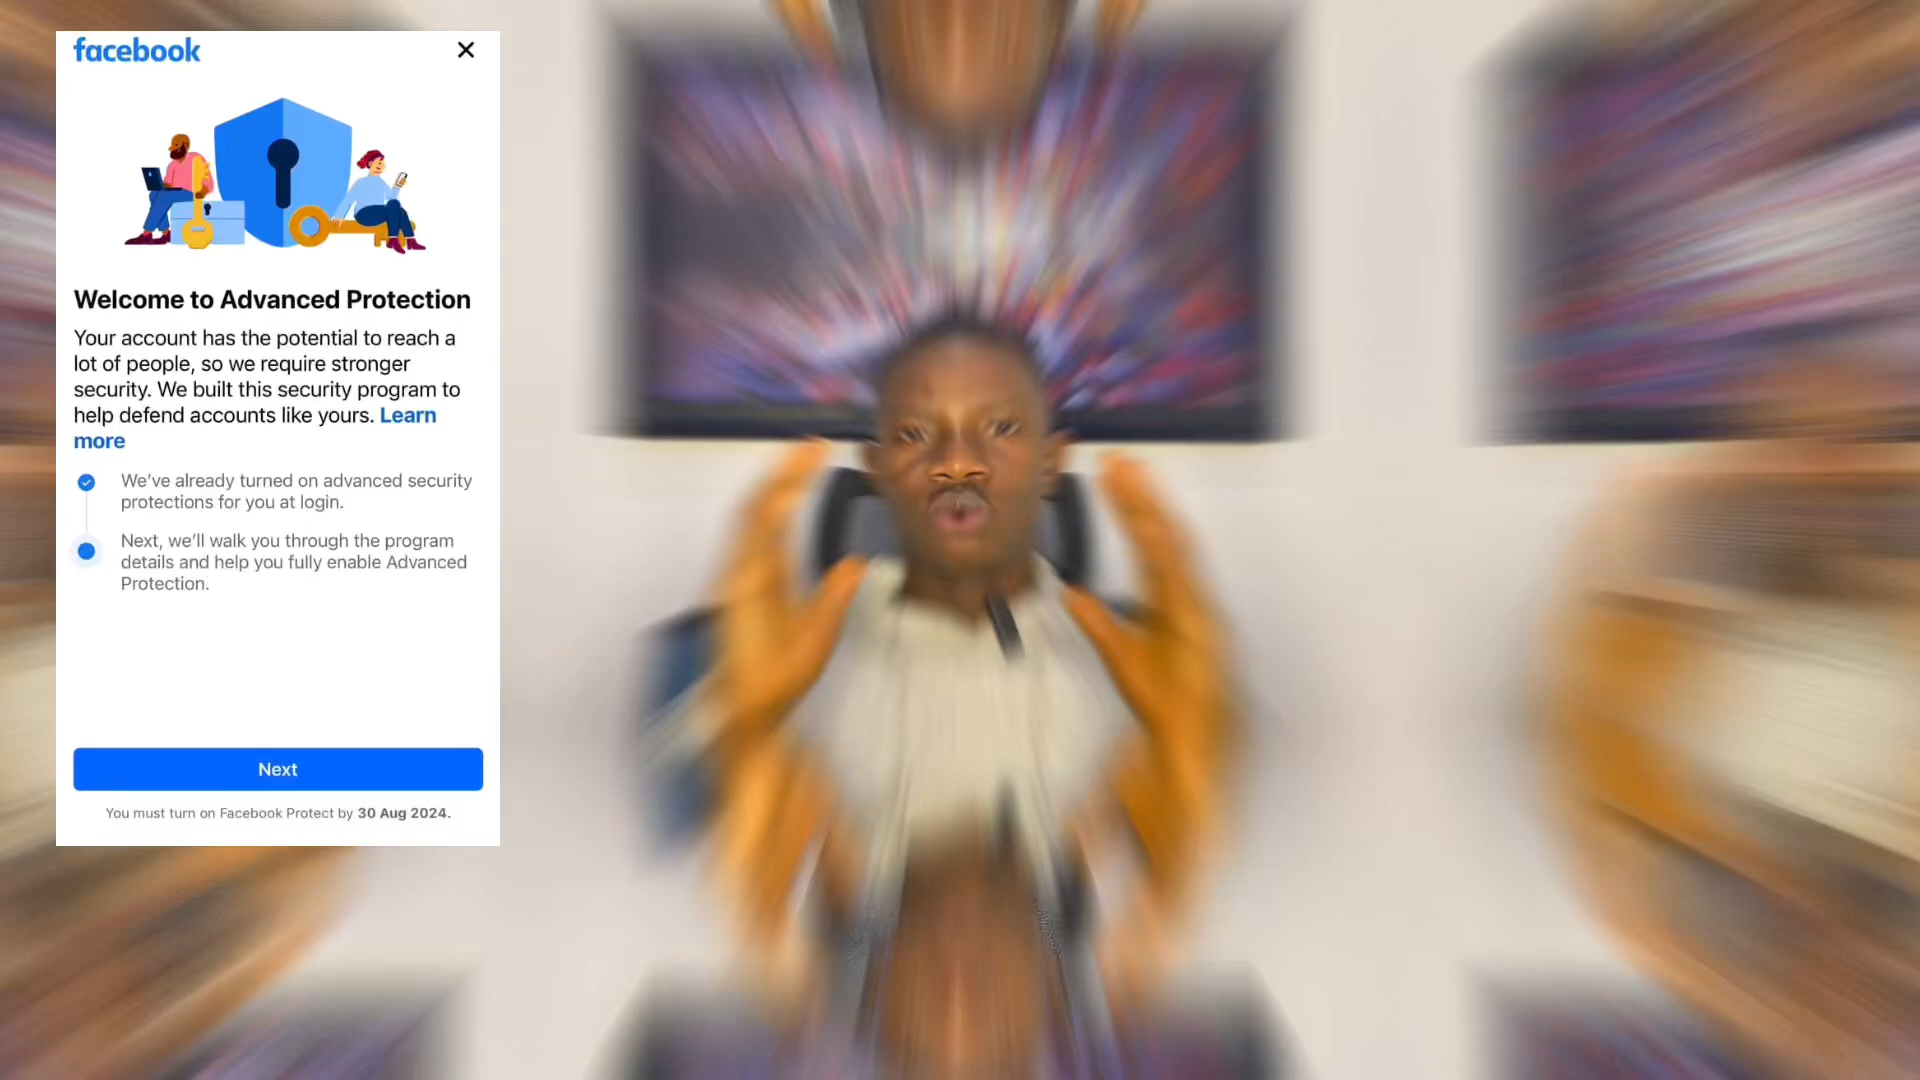 facebook
Welcome to Advanced Protection
Your account has the potential to reach a
lot of people, so we require stronger
security. We built this security program to
help defend accounts like yours. Learn
more
We've already turned on advanced security
protections for you at login.
Next, we'll walk you through the program
details and help you fully enable Advanced
Protection.
Next
You must turn on Facebook Protect by 30 Aug 2024.